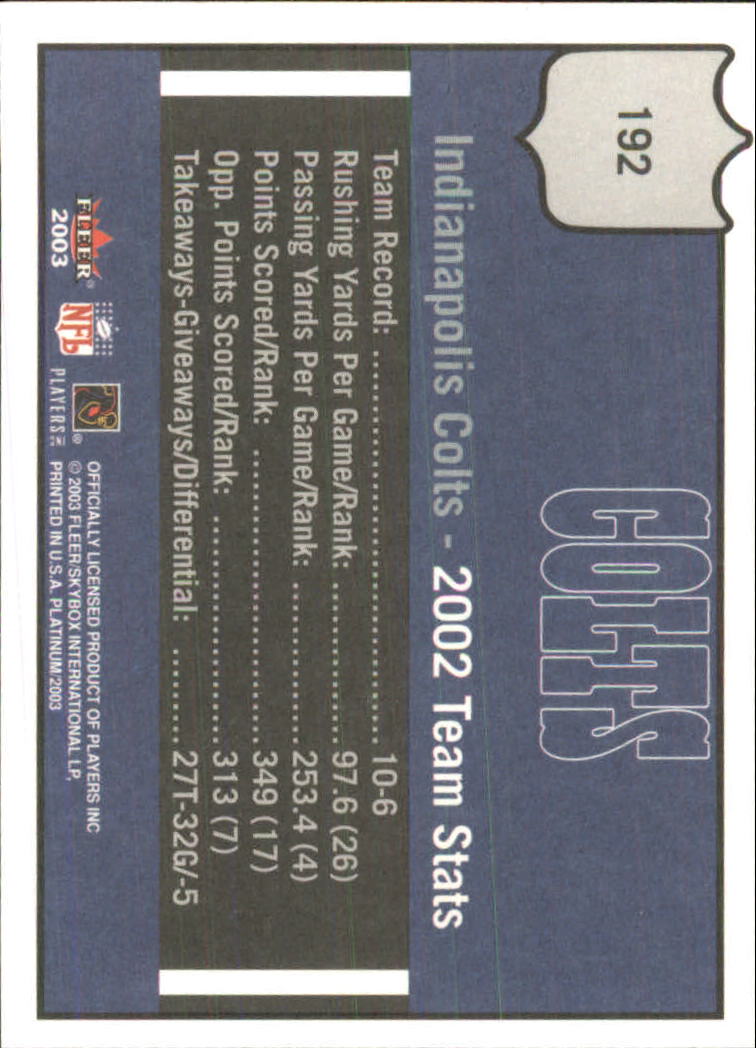 192
COLTS
Indianapolis Colts - 2002 Team Stats
Team Record: 10-6
Rushing Yards Per Game/Rank: 97.6 (26)
Passing Yards Per Game/Rank: 253.4 (4)
Points Scored/Rank: 349 (17)
Opp. Points Scored/Rank: 313 (7)
Takeaways-Giveaways/Differential: 27T-32G/-5
FLEER®
2003
NFL
PLAYERS INC
OFFICIALLY LICENSED PRODUCT OF PLAYERS INC
© 2003 FLEER/SKYBOX INTERNATIONAL LP,
PRINTED IN U.S.A. PLATINUM/2003